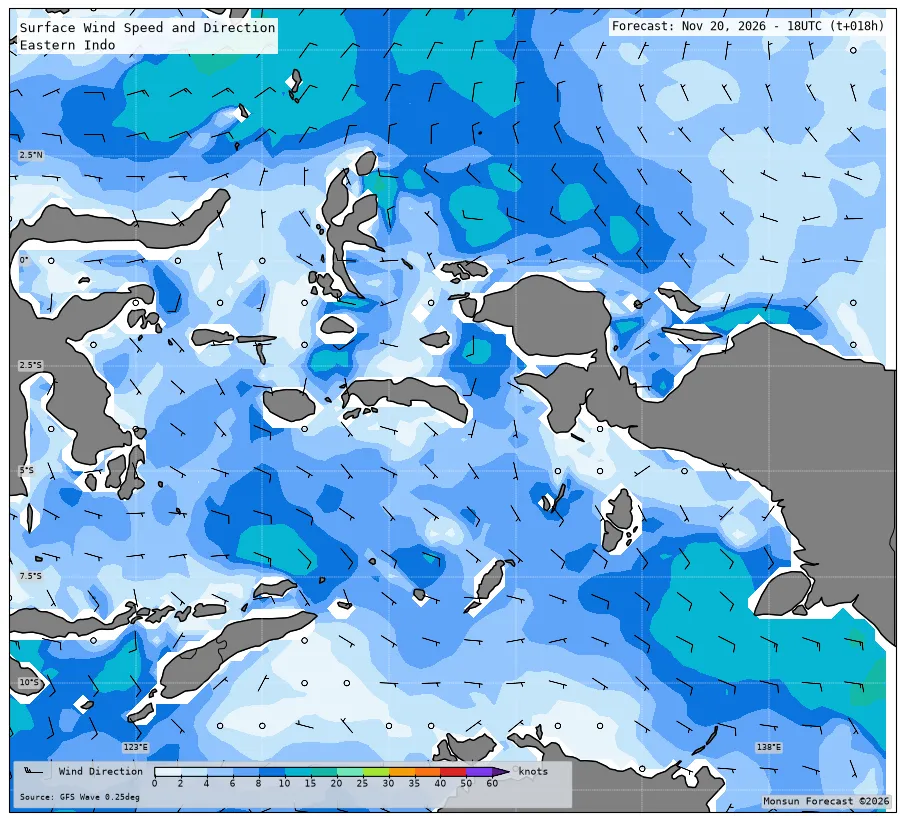 Surface Wind Speed and Direction
Eastern Indo
Forecast: Nov 20, 2026 - 18UTC (t+018h)
2.5°N
0°
2.5°S
5°S
7.5°S
10°S
123°E
138°E
Wind Direction
0 2 4 6 8 10 15 20 25 30 35 40 50 60
knots
Source: GFS Wave 0.25deg
Monsun Forecast ©2026